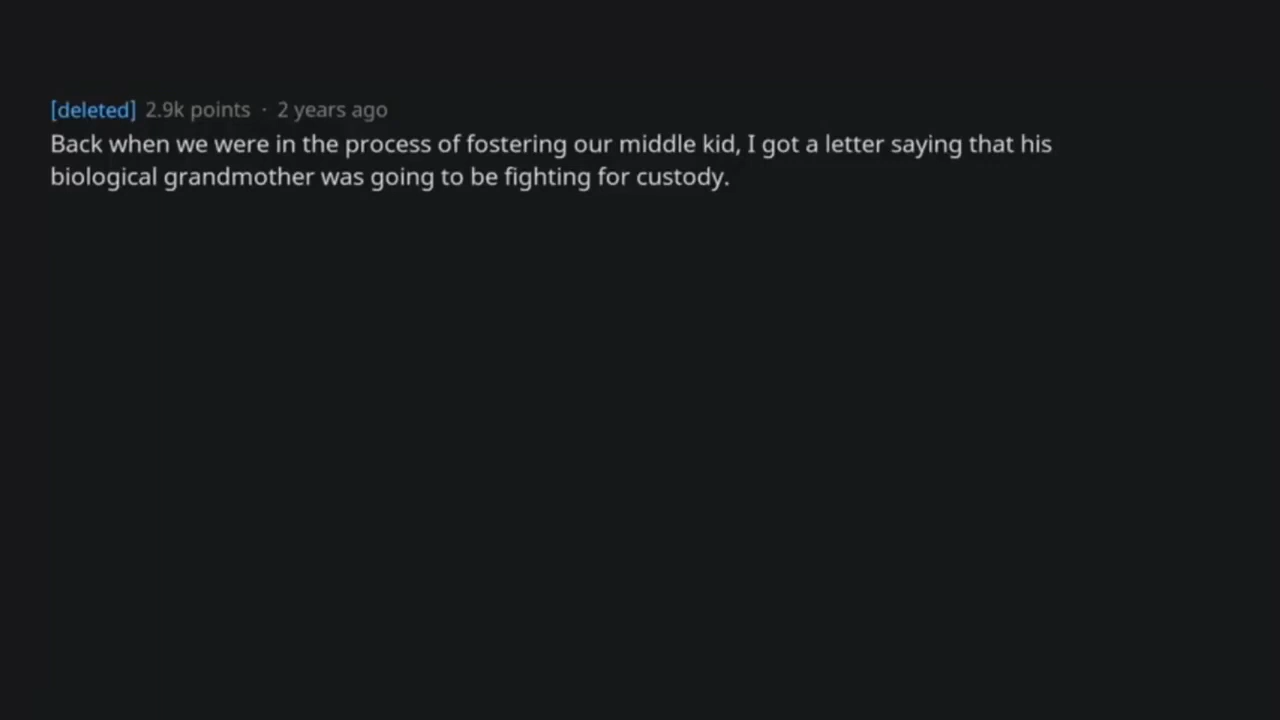 [deleted] 2.9k points · 2 years ago
Back when we were in the process of fostering our middle kid, I got a letter saying that his
biological grandmother was going to be fighting for custody.